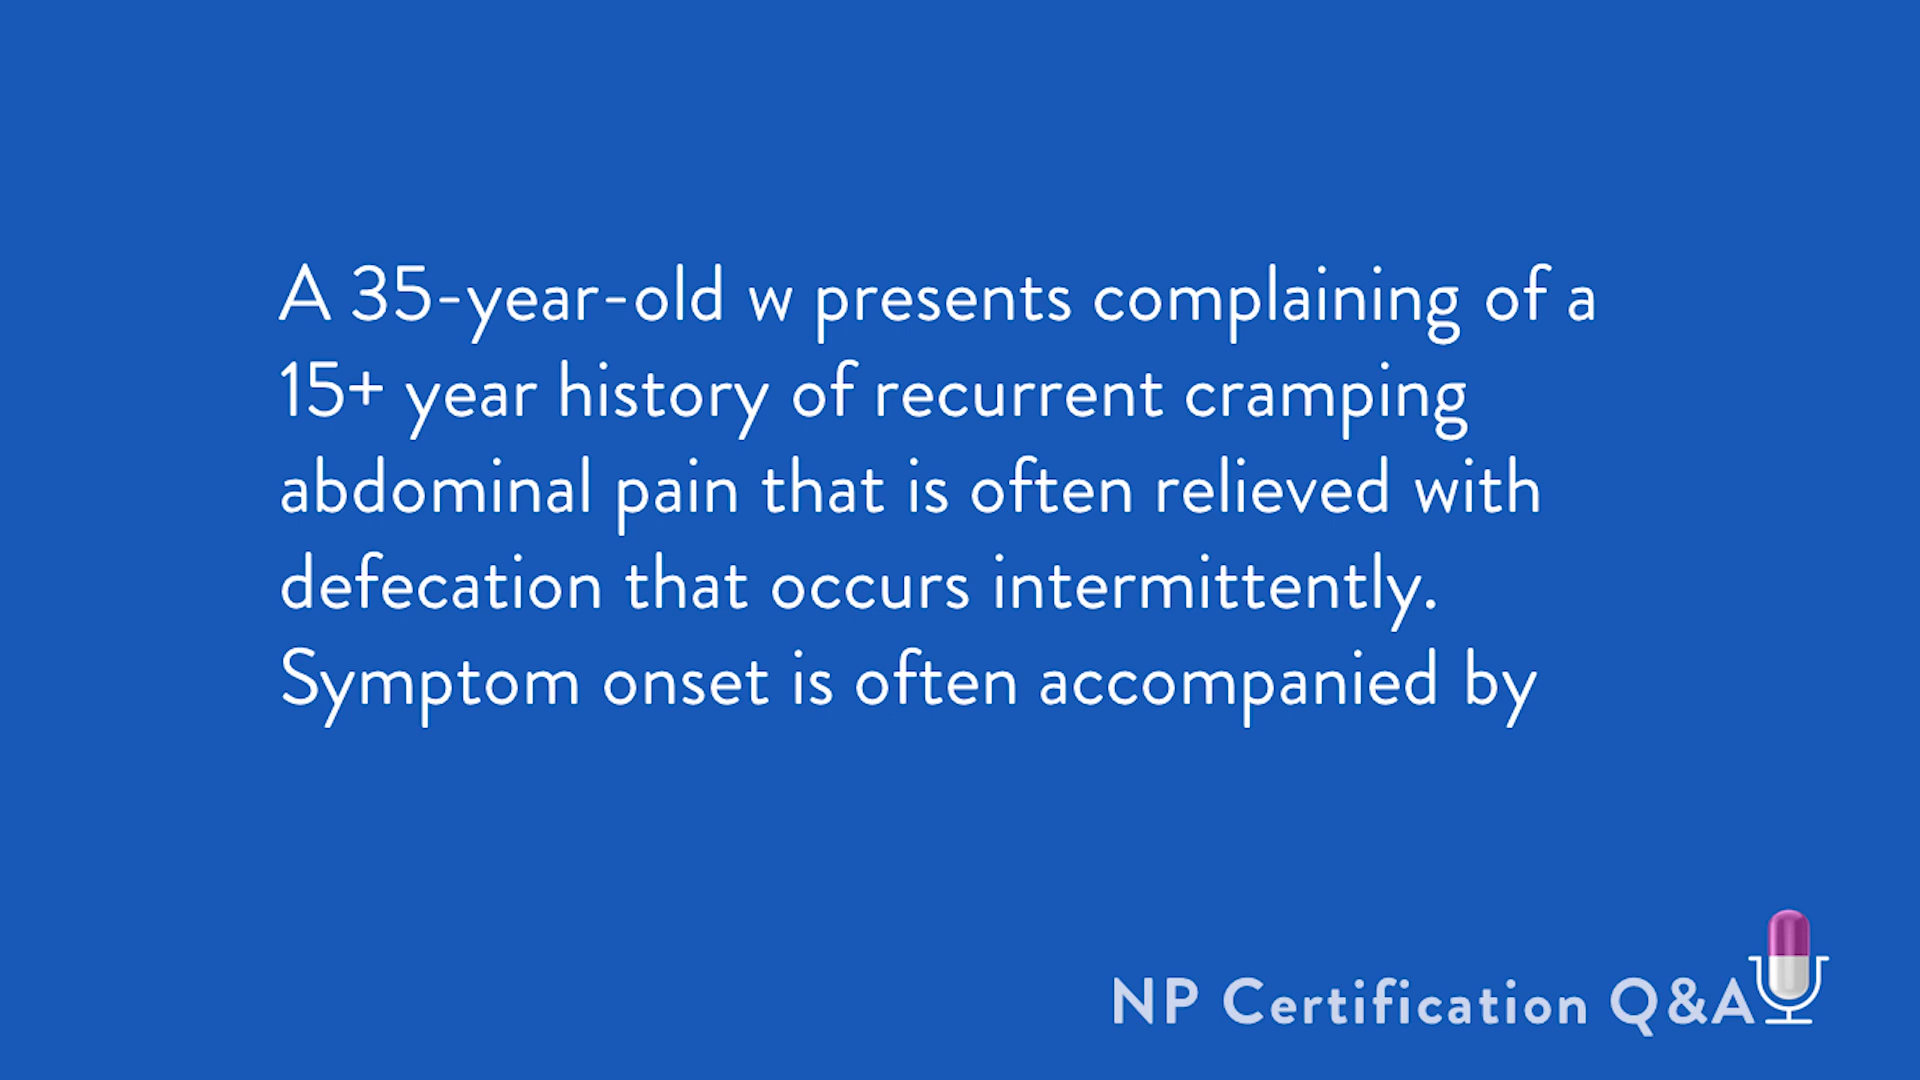 A 35-year-old w presents complaining of a
15+ year history of recurrent cramping
abdominal pain that is often relieved with
defecation that occurs intermittently.
Symptom onset is often accompanied by
NP Certification Q&A